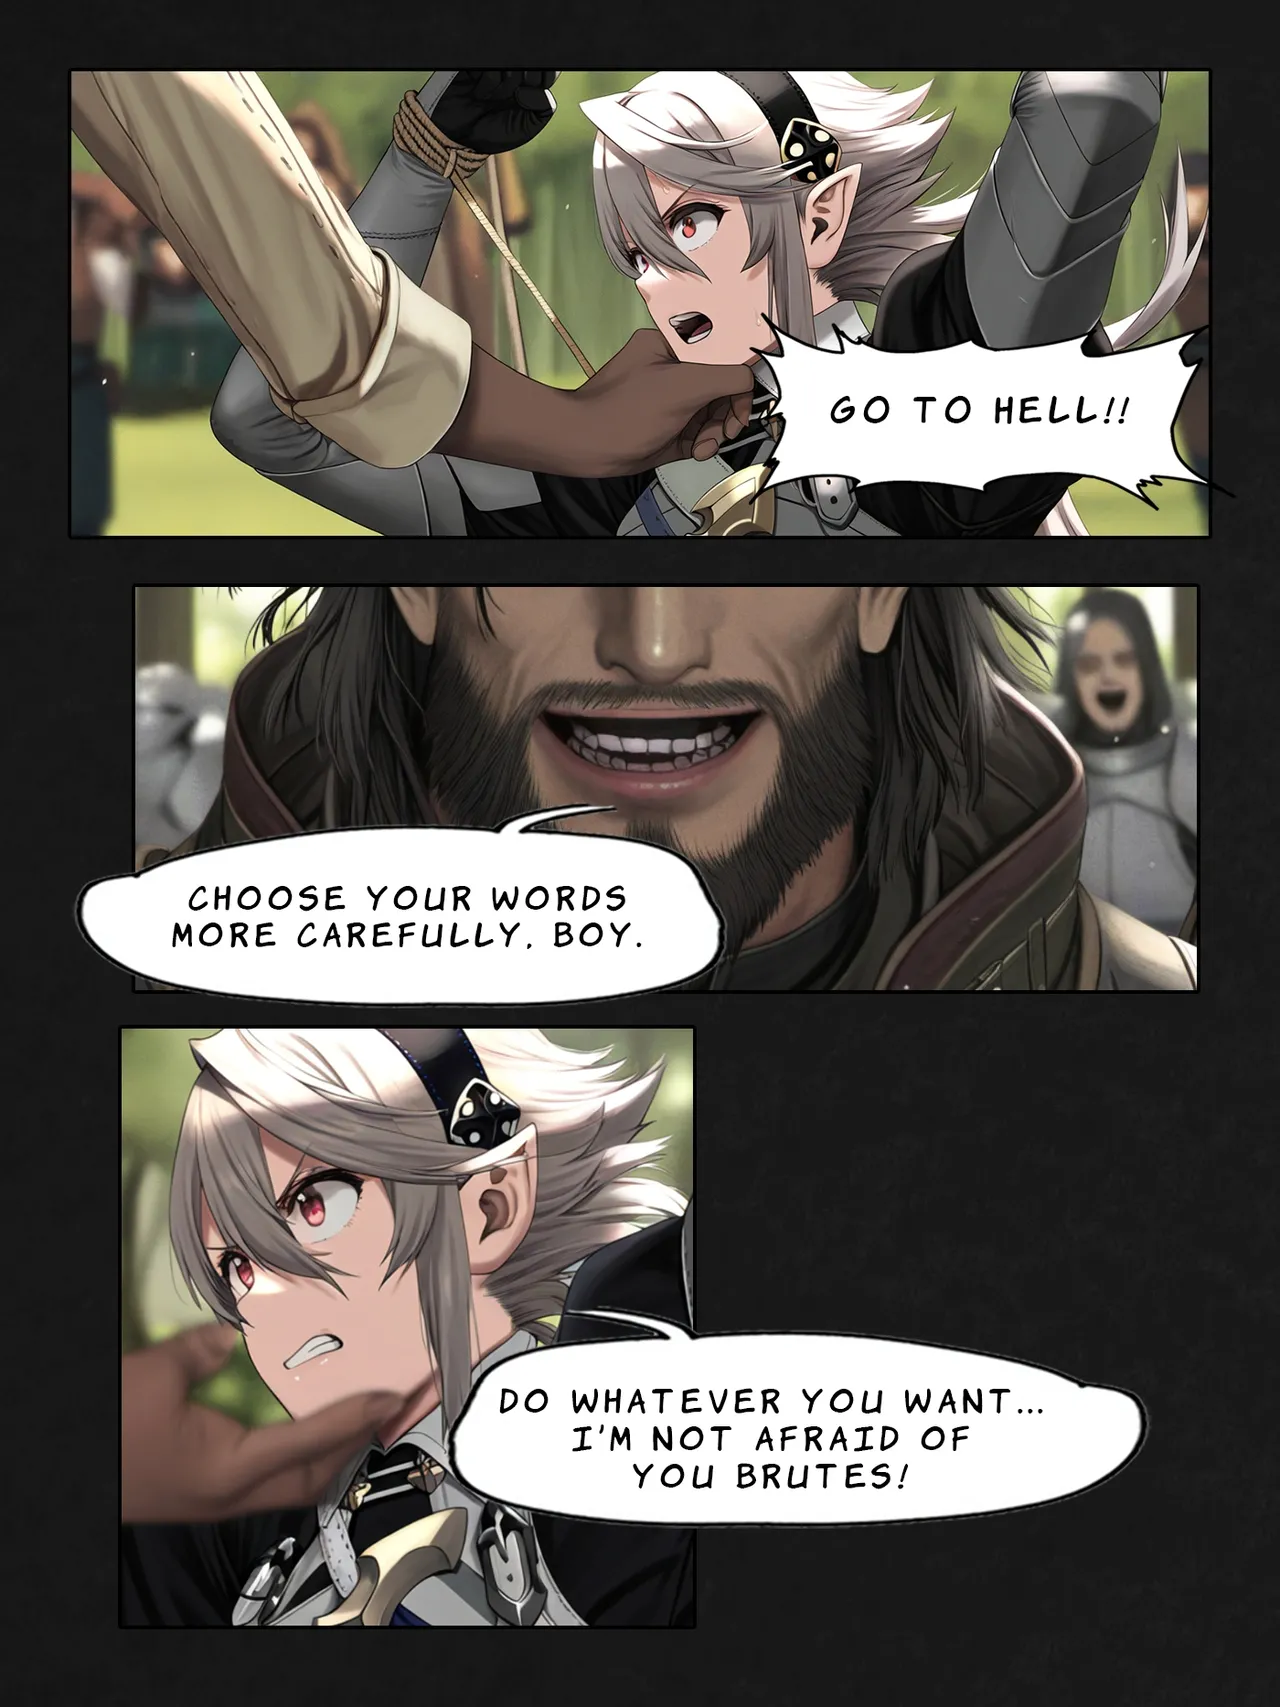 GO TO HELL!!
CHOOSE YOUR WORDS
MORE CAREFULLY, BOY.
DO WHATEVER YOU WANT...
I'M NOT AFRAID OF
YOU BRUTES!